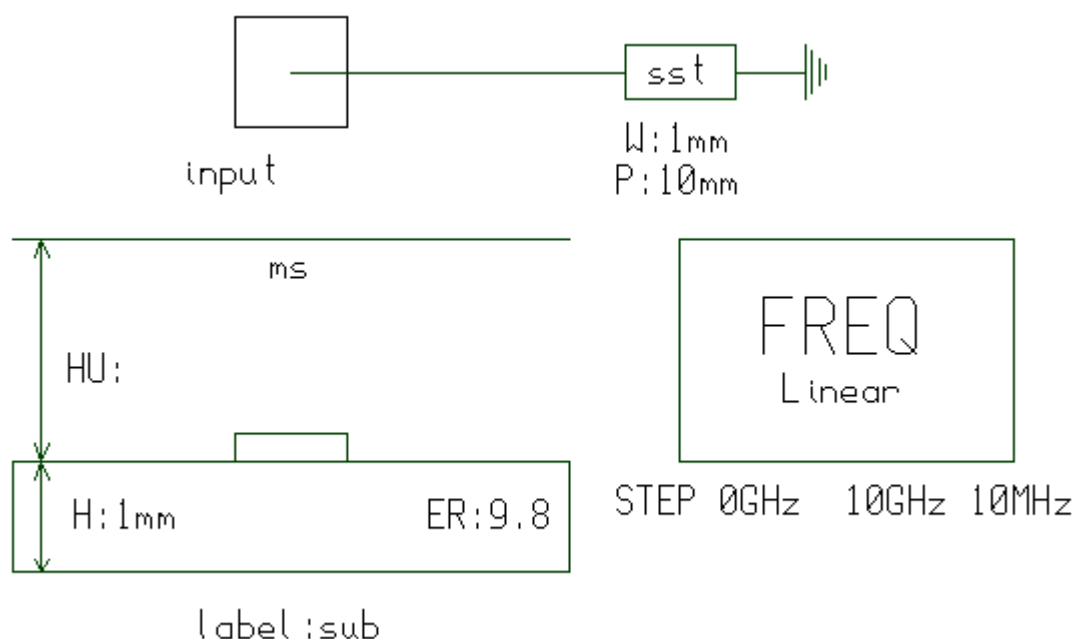 sst
W:1mm
P:10mm
input
ms
HU:
FREQ
Linear
H:1mm ER:9.8
STEP 0GHz 10GHz 10MHz
label:sub